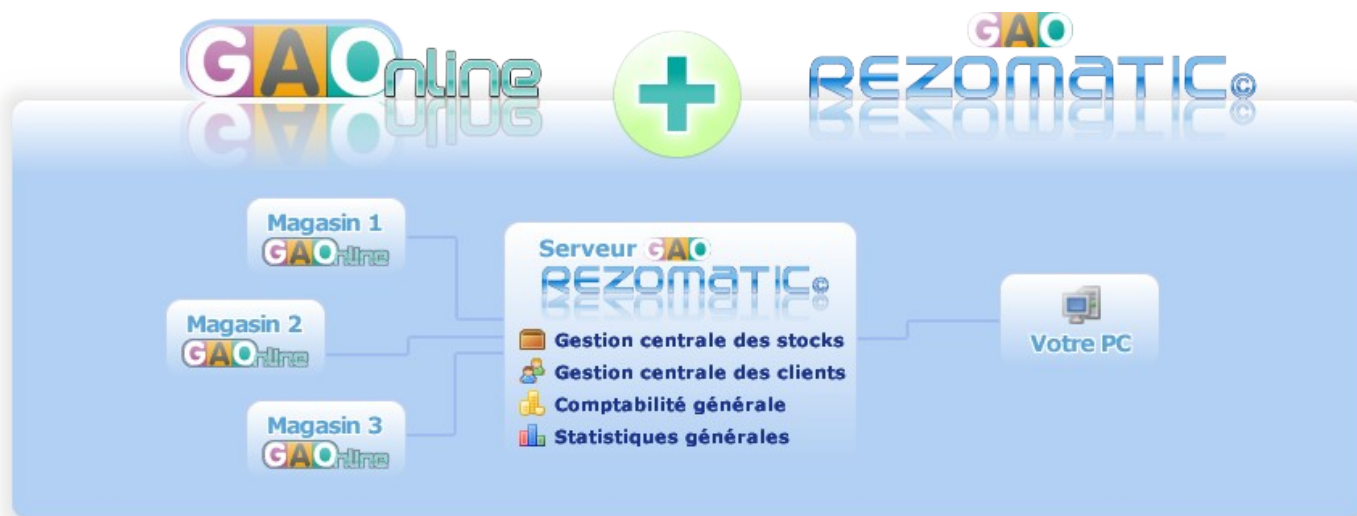 GAOnline
+
GAO
REZOMATIC©
Magasin 1
GAOnline
Magasin 2
GAOnline
Magasin 3
GAOnline
Serveur GAO
REZOMATIC©
Gestion centrale des stocks
Gestion centrale des clients
Comptabilité générale
Statistiques générales
Votre PC